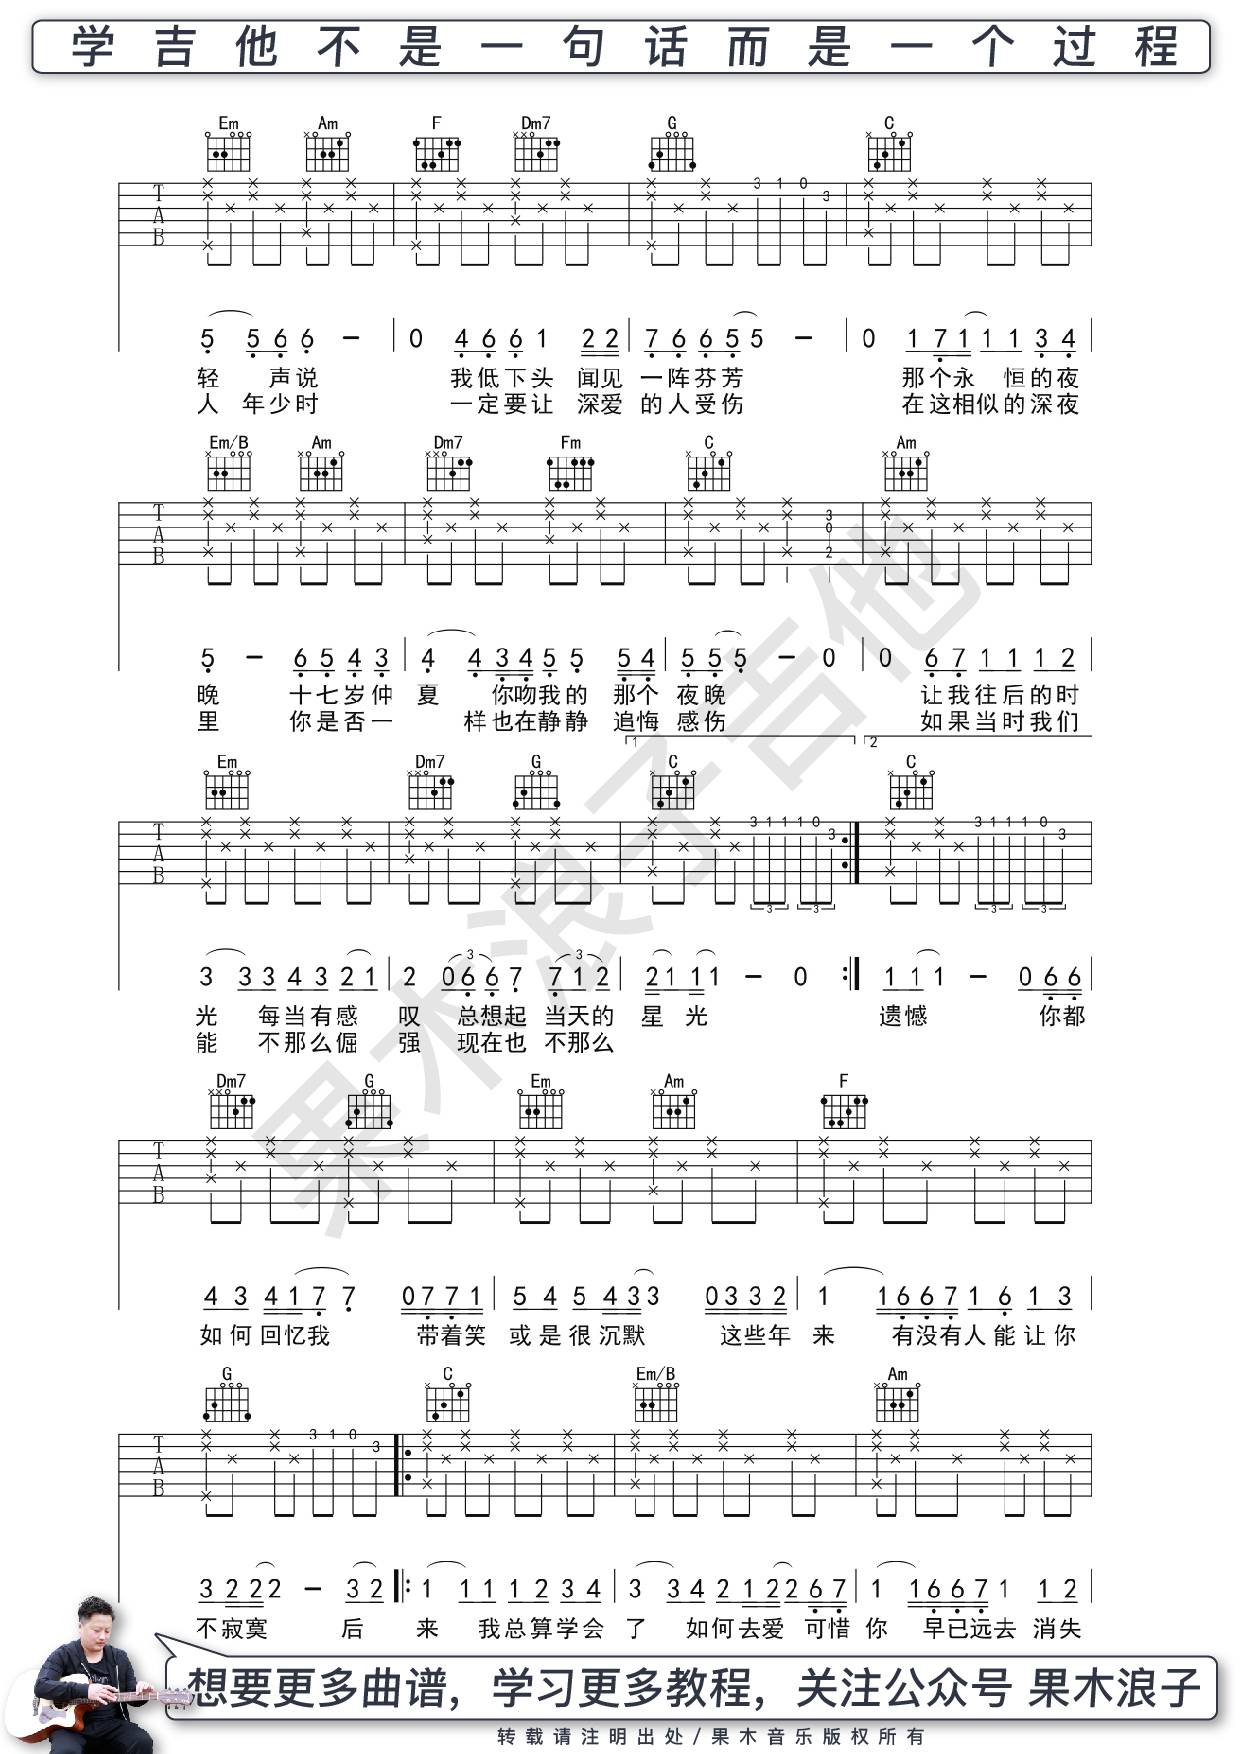 学吉他不是一句话而是一个过程
Em Am F Dm7 G C
T A B 3 1 0 3
5 5 6 6 - 0 4 6 6 1 2 2 7 6 6 5 5 - 0 1 7 1 1 1 3 4
轻 声说 我低下头 闻见 一阵芬芳 那个永 恒的夜
人 年少时 一定要让 深爱 的人受伤 在这相似的深夜
Em/B Am Dm7 Fm C Am
T A B 3 0 2
5 - 6 5 4 3 4 4 3 4 5 5 5 4 5 5 5 - 0 0 6 7 1 1 1 2
晚 十七岁仲 夏 你吻我的 那个 夜晚 让我往后的时
里 你是否一 样也在静静 追悔 感伤 如果当时我们
1 2
Em Dm7 G C C
T A B 3 1 1 1 0 3 3 1 1 1 0 3
3 3 3 3
3 3 3 4 3 2 1 2 0 6 6 7 7 1 2 2 1 1 1 - 0 :|| 1 1 1 - 0 6 6
3 3
光 每当有感 叹 总想起 当天的 星光 遗憾 你都
能 不那么倔 强 现在也 不那么
Dm7 G Em Am F
T A B
4 3 4 1 7 7 0 7 7 1 5 4 5 4 3 3 0 3 3 2 1 1 6 6 7 1 6 1 3
如何回忆我 带着笑 或是很沉默 这些年 来 有没有人能让你
G C Em/B Am
T A B 3 1 0 3
3 2 2 2 - 3 2 ||: 1 1 1 1 2 3 4 3 3 4 2 1 2 2 6 7 1 1 6 6 7 1 1 2
不寂寞 后 来 我总算学会 了 如何去爱 可惜 你 早已远去 消失
想要更多曲谱，学习更多教程，关注公众号 果木浪子
转载请注明出处/果木音乐版权所有
果木浪子吉他